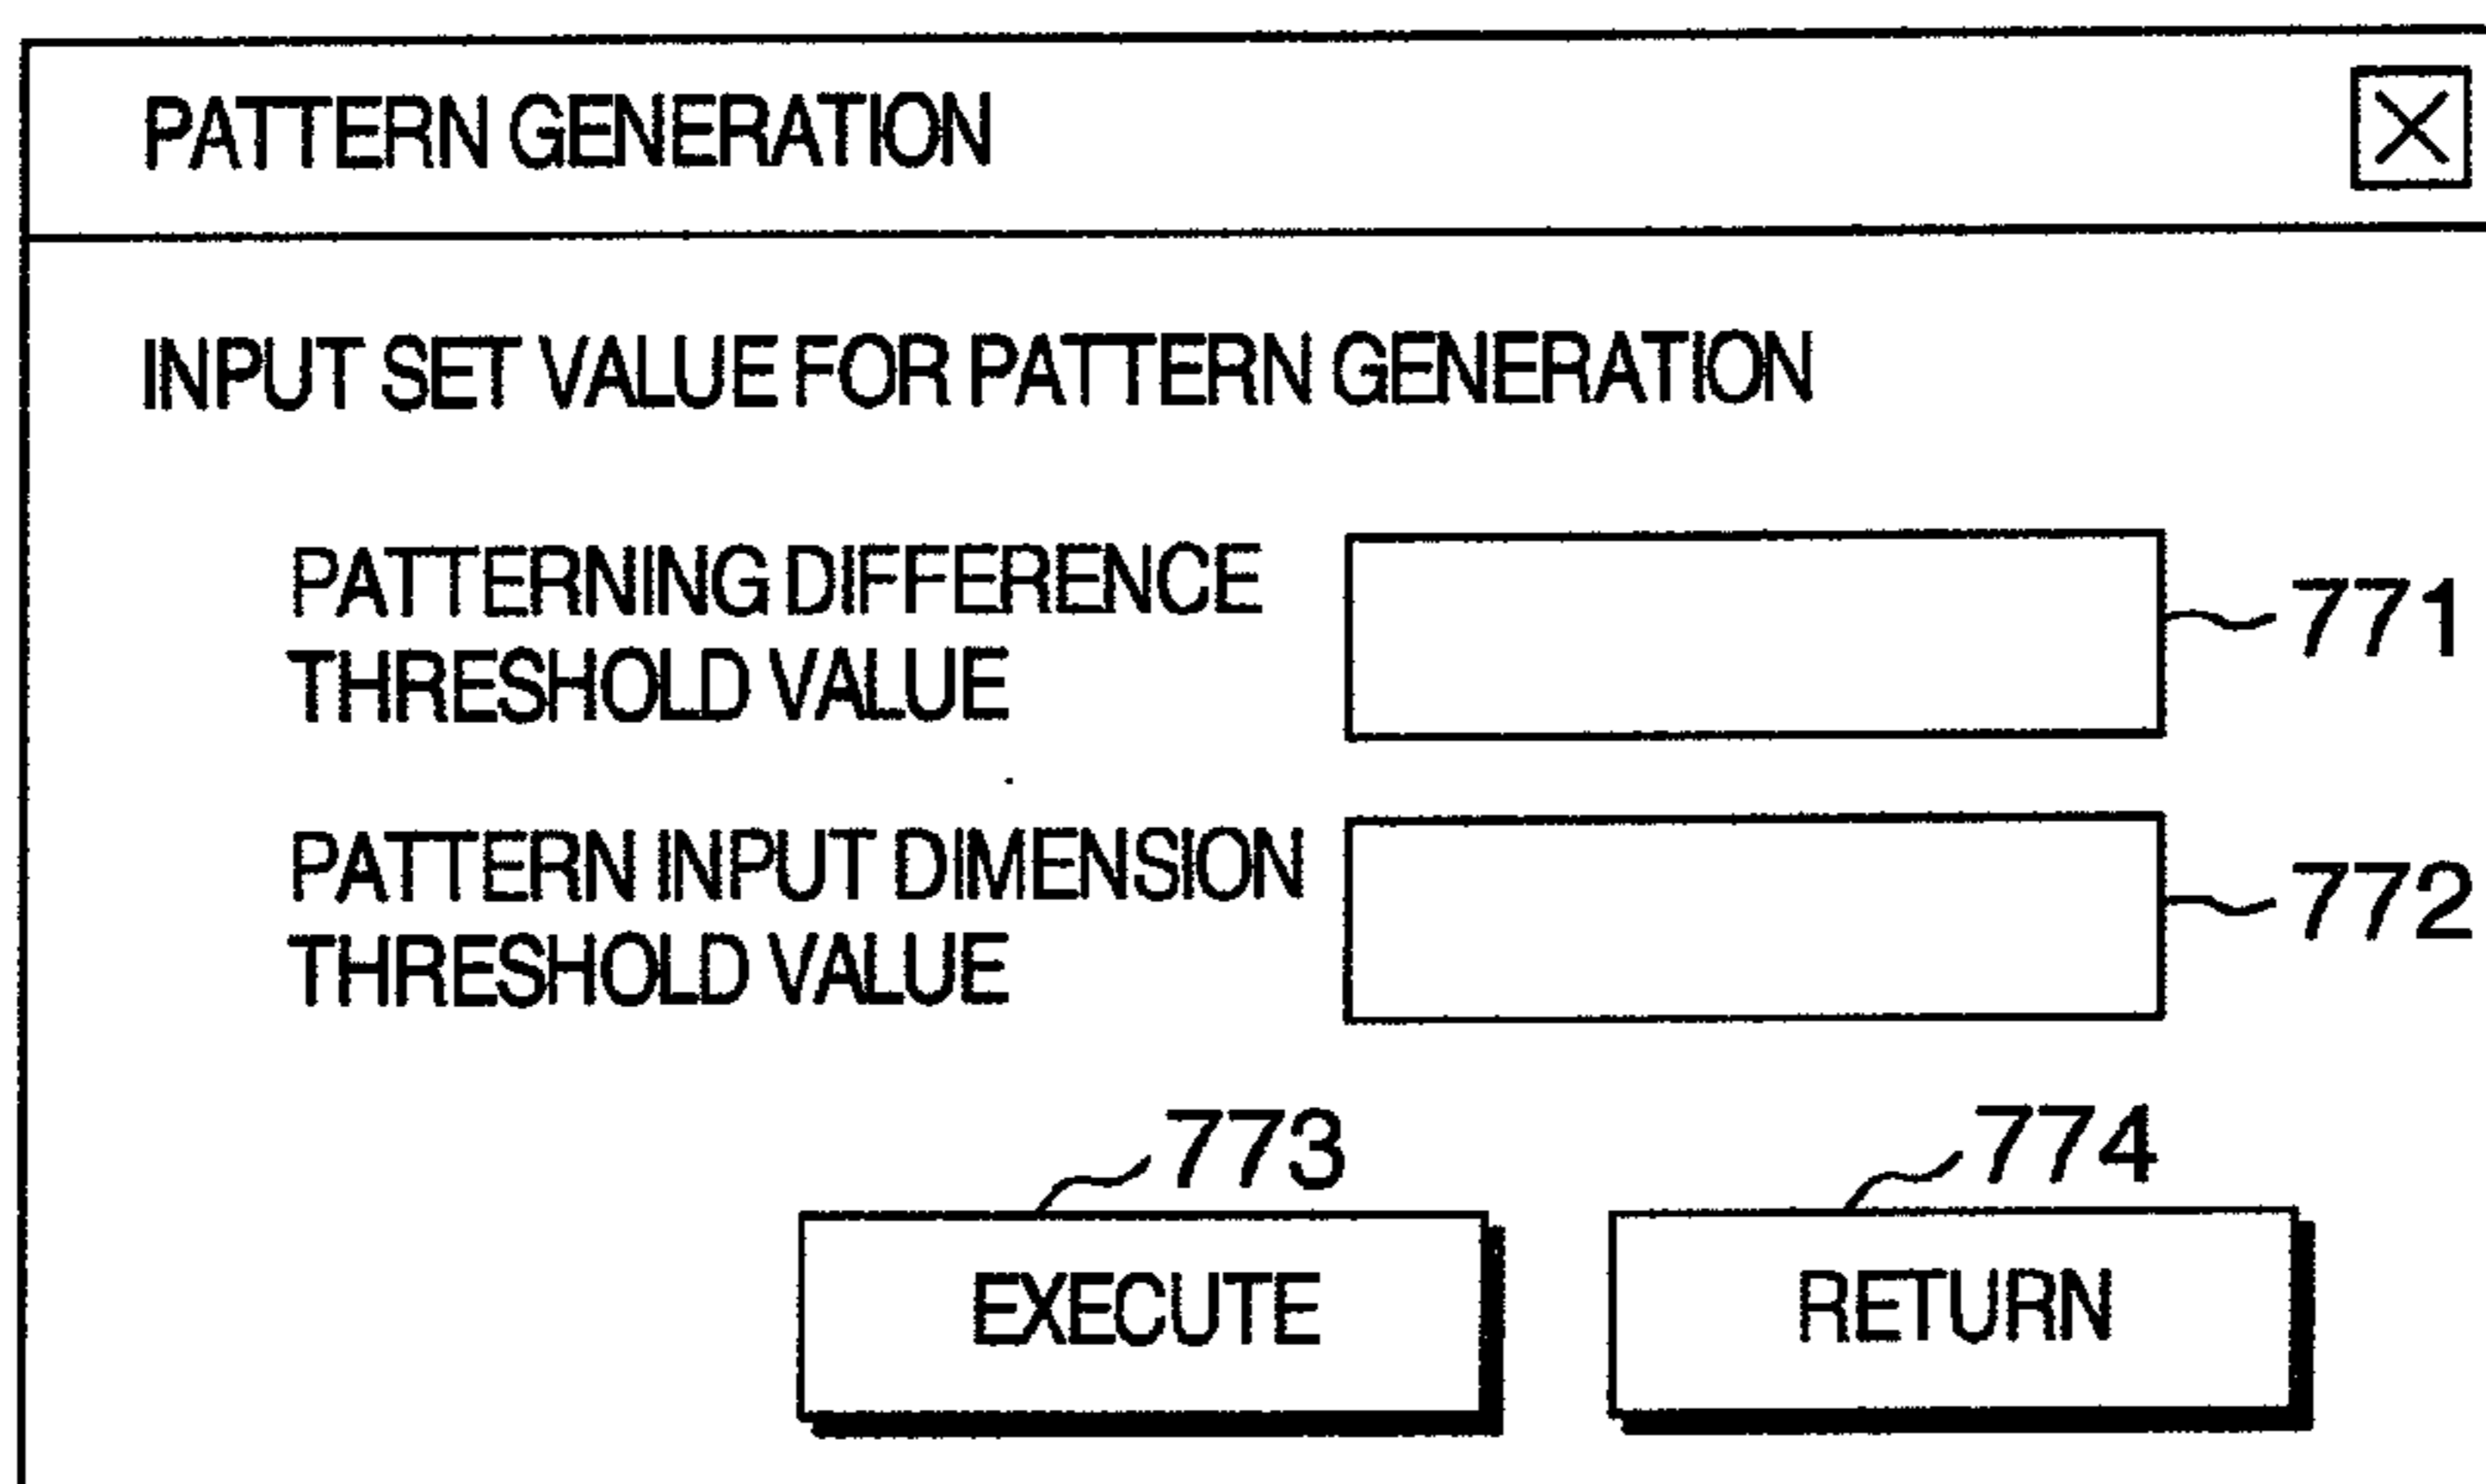 PATTERN GENERATION
INPUT SET VALUE FOR PATTERN GENERATION
PATTERNING DIFFERENCE
THRESHOLD VALUE
771
PATTERN INPUT DIMENSION
THRESHOLD VALUE
772
773
774
EXECUTE
RETURN